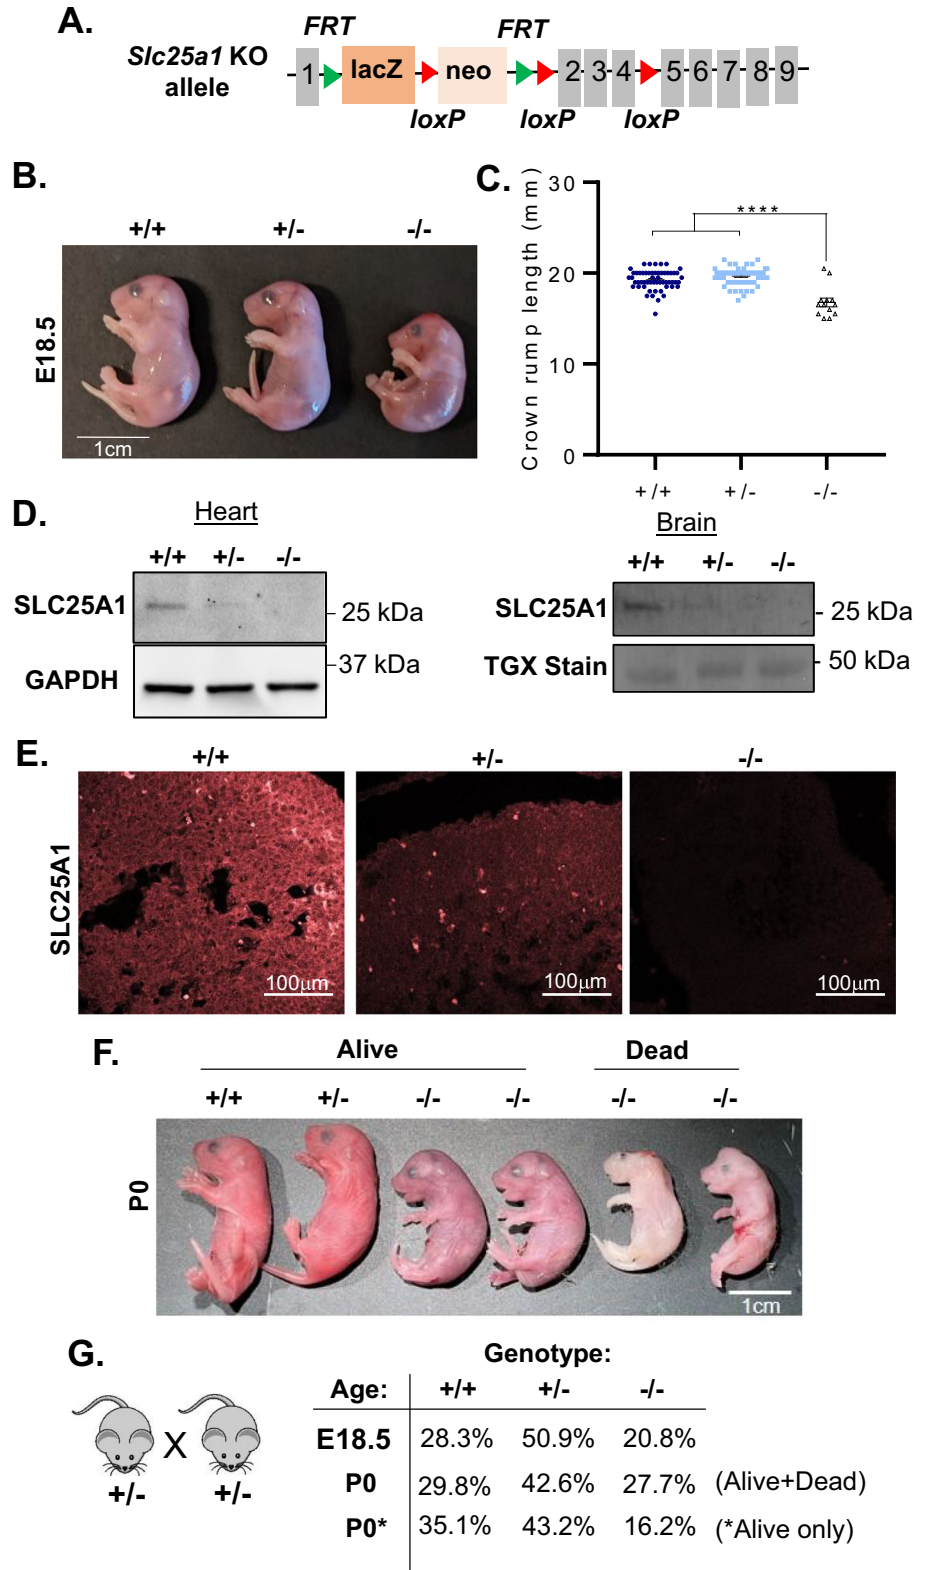 A.
FRT FRT
Slc25a1 KO
allele
1 lacZ neo 2 3 4 5 6 7 8 9
loxP loxP loxP
B.
+/+ +/- -/-
E18.5
1cm
C.
Crown rump length (mm)
30
20
10
0
****
+/+ +/- -/-
D.
Heart
+/+ +/- -/-
SLC25A1
25 kDa
37 kDa
GAPDH
Brain
+/+ +/- -/-
SLC25A1
25 kDa
TGX Stain
50 kDa
E.
+/+ +/- -/-
SLC25A1
100μm 100μm 100μm
F.
Alive Dead
+/+ +/- -/- -/- -/- -/-
P0
1cm
G.
+/- X +/-
Genotype:
Age: +/+ +/- -/-
E18.5 28.3% 50.9% 20.8%
P0 29.8% 42.6% 27.7% (Alive+Dead)
P0* 35.1% 43.2% 16.2% (*Alive only)